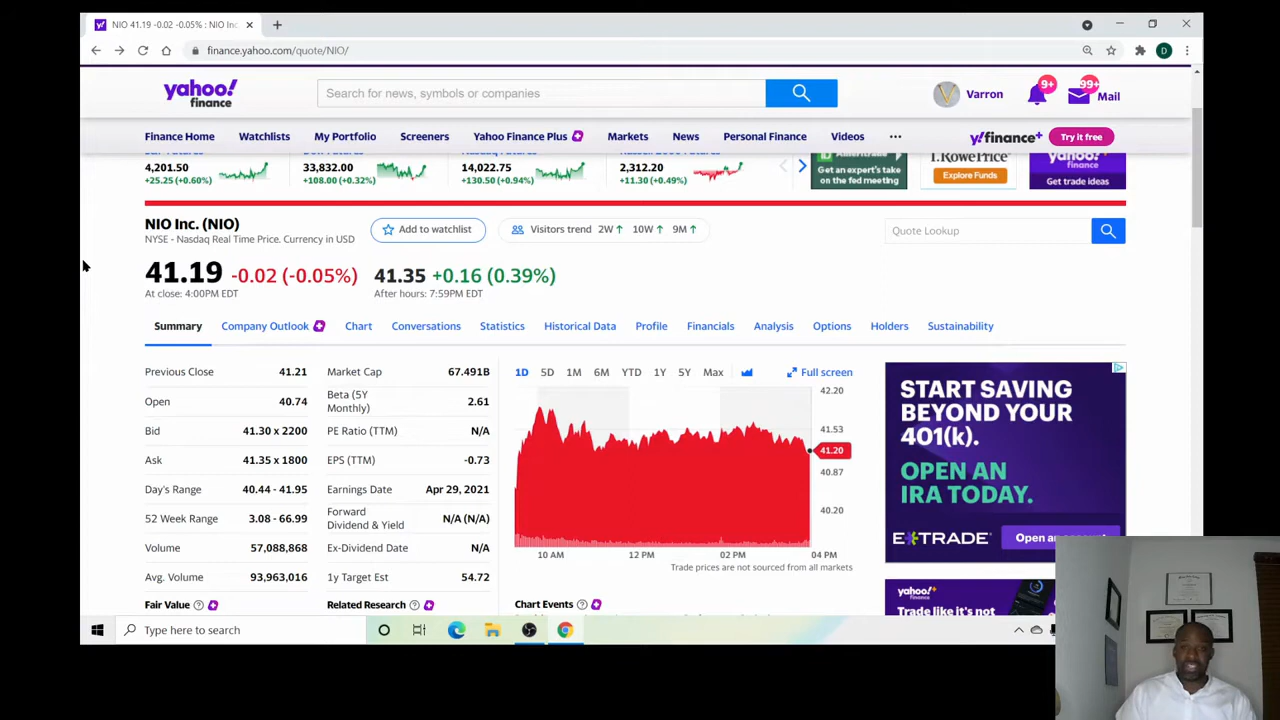 NIO 41.19 -0.02 -0.05% : NIO Inc
finance.yahoo.com/quote/NIO/
D
yahoo!
finance
Search for news, symbols or companies
Varron
9+
99+
Mail
Finance Home
Watchlists
My Portfolio
Screeners
Yahoo Finance Plus
Markets
News
Personal Finance
Videos
y!finance+
Try it free
4,201.50
+25.25 (+0.60%)
33,832.00
+108.00 (+0.32%)
14,022.75
+130.50 (+0.94%)
2,312.20
+11.30 (+0.49%)
Get an expert's take
on the fed meeting
T.RowePrice
Explore Funds
Get trade ideas
NIO Inc. (NIO)
NYSE - Nasdaq Real Time Price. Currency in USD
Add to watchlist
Visitors trend 2W↑ 10W↑ 9M↑
Quote Lookup
41.19 -0.02 (-0.05%)
At close: 4:00PM EDT
41.35 +0.16 (0.39%)
After hours: 7:59PM EDT
Summary
Company Outlook
Chart
Conversations
Statistics
Historical Data
Profile
Financials
Analysis
Options
Holders
Sustainability
Previous Close 41.21
Open 40.74
Bid 41.30 x 2200
Ask 41.35 x 1800
Day's Range 40.44 - 41.95
52 Week Range 3.08 - 66.99
Volume 57,088,868
Avg. Volume 93,963,016
Fair Value
Market Cap 67.491B
Beta (5Y
Monthly) 2.61
PE Ratio (TTM) N/A
EPS (TTM) -0.73
Earnings Date Apr 29, 2021
Forward
Dividend & Yield N/A (N/A)
Ex-Dividend Date N/A
1y Target Est 54.72
Related Research
1D 5D 1M 6M YTD 1Y 5Y Max
Full screen
42.20
41.53
41.20
40.87
40.20
10 AM 12 PM 02 PM 04 PM
Trade prices are not sourced from all markets
Chart Events
START SAVING
BEYOND YOUR
401(k).
OPEN AN
IRA TODAY.
E*TRADE
yahoo!
finance
Trade like it's not
Type here to search